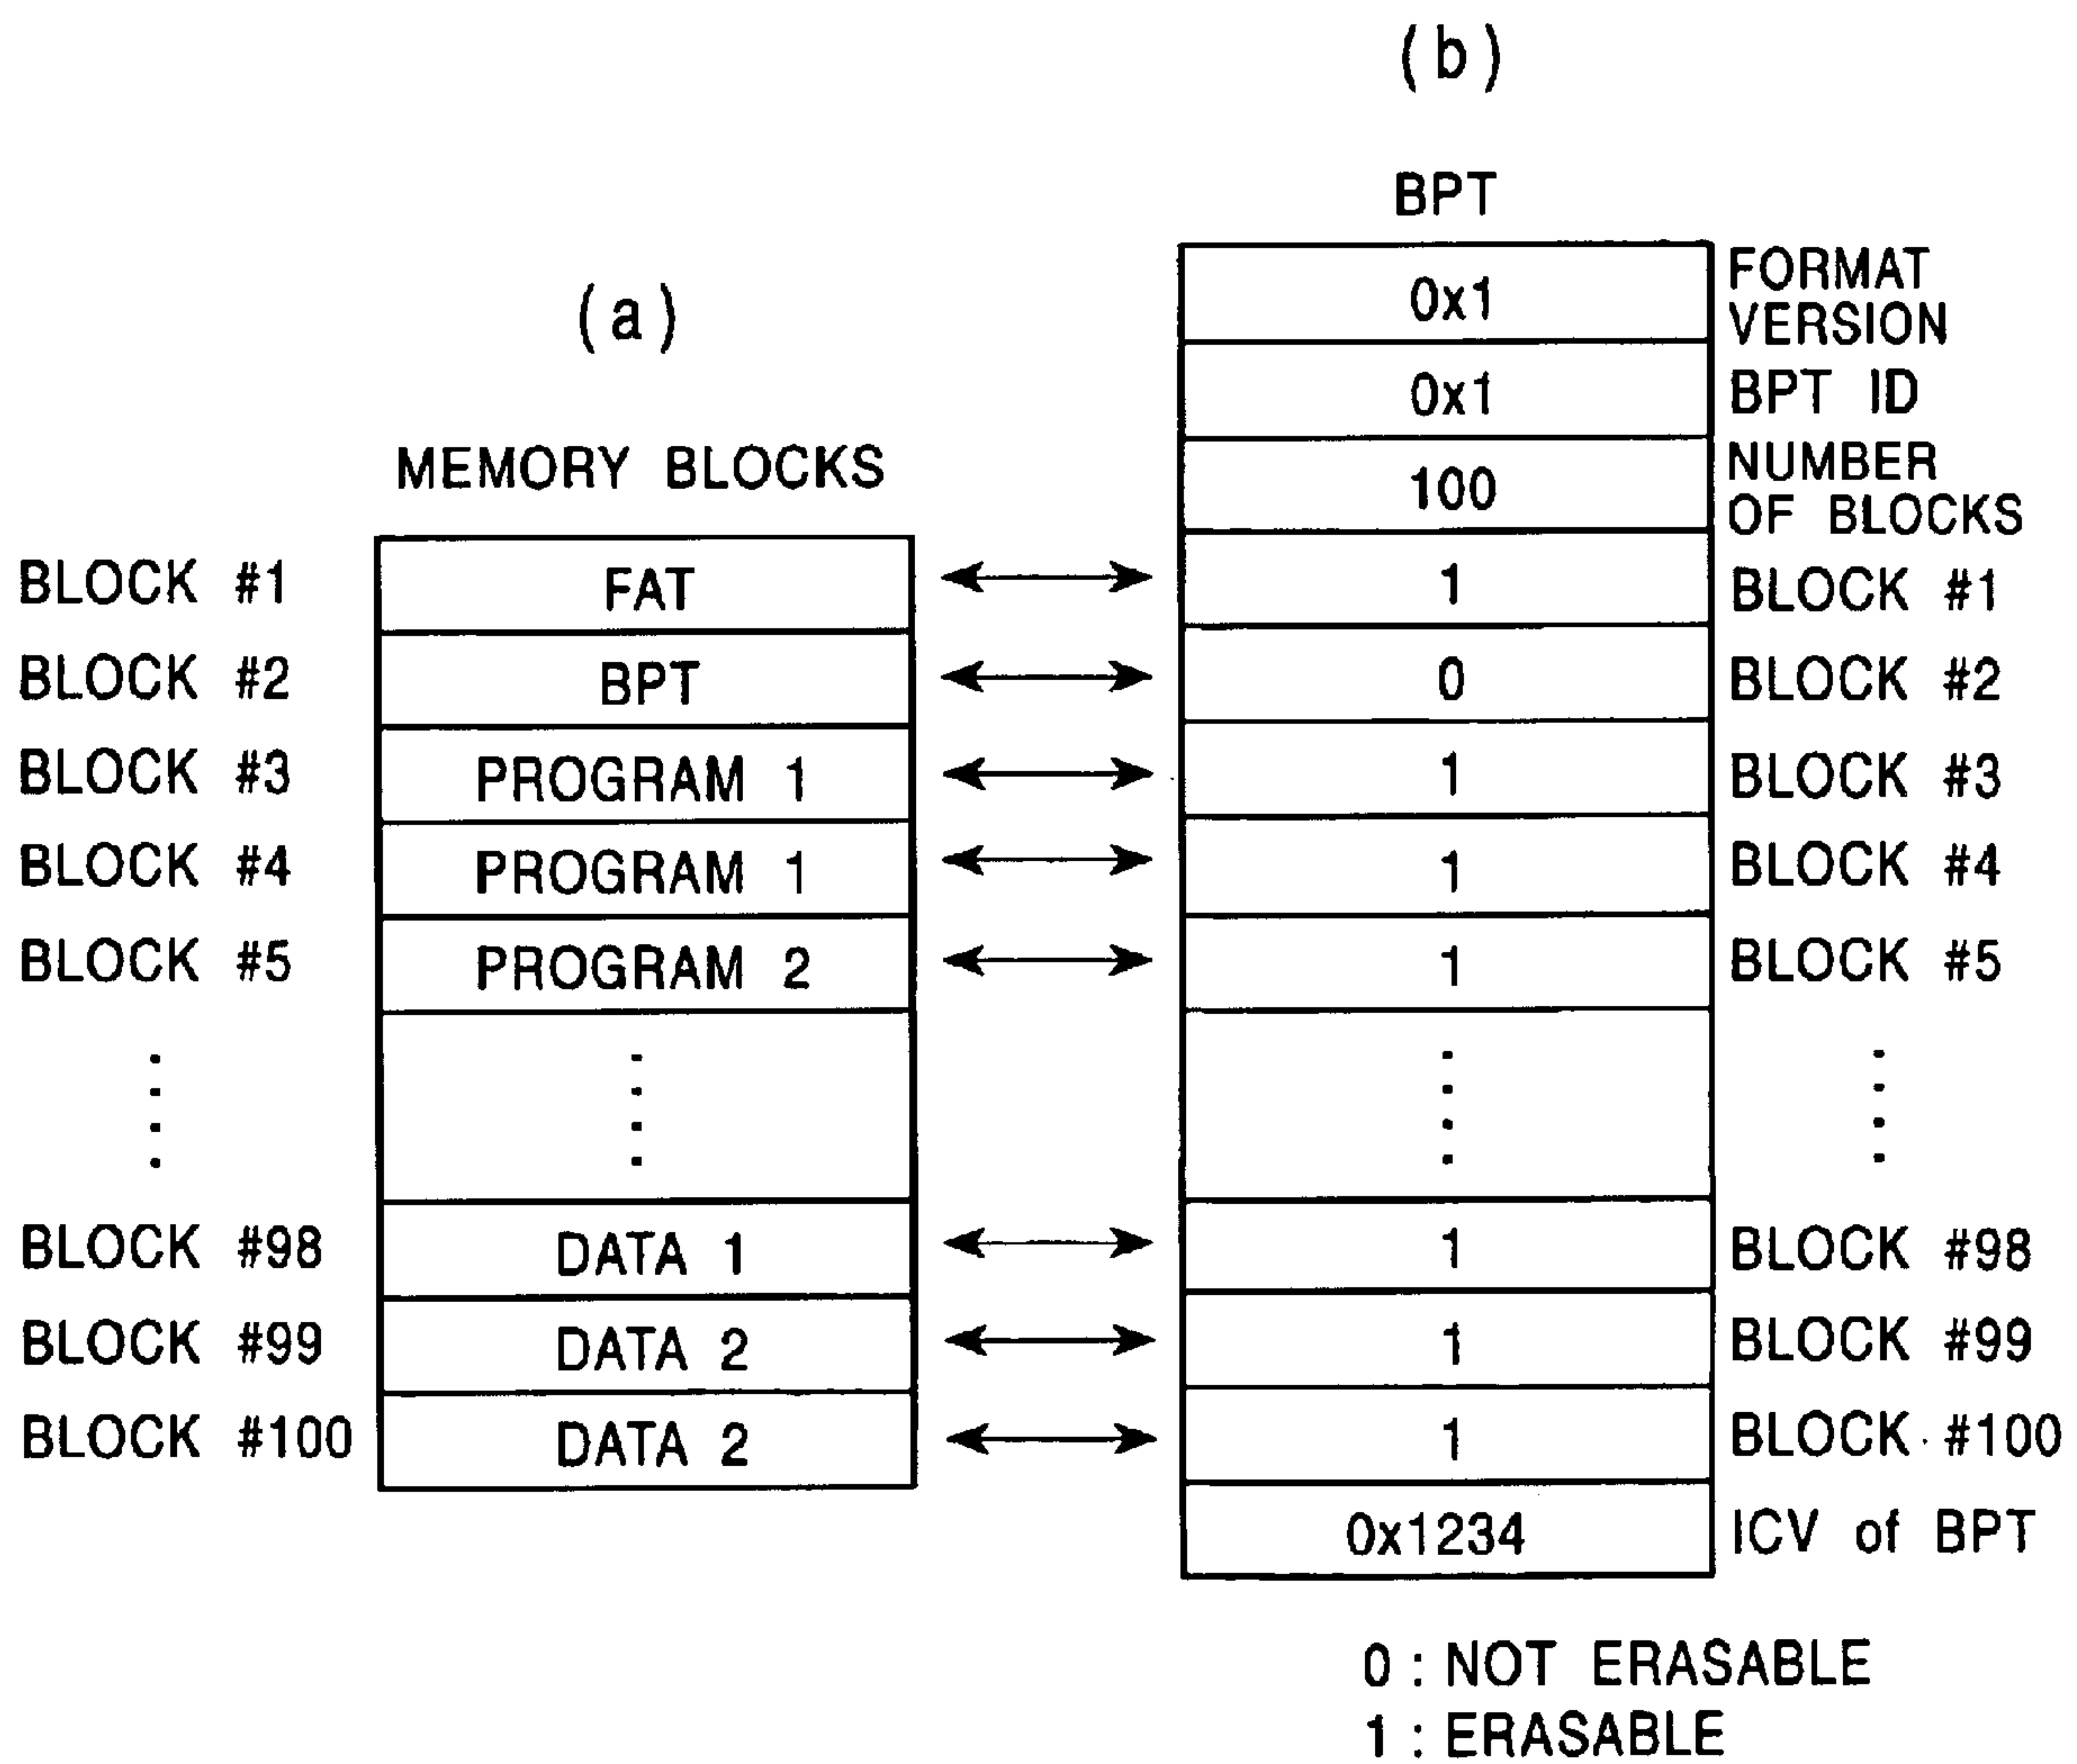 (b)
BPT
(a)
MEMORY BLOCKS
0x1 FORMAT VERSION
0x1 BPT ID
100 NUMBER OF BLOCKS
BLOCK #1 FAT 1 BLOCK #1
BLOCK #2 BPT 0 BLOCK #2
BLOCK #3 PROGRAM 1 1 BLOCK #3
BLOCK #4 PROGRAM 1 1 BLOCK #4
BLOCK #5 PROGRAM 2 1 BLOCK #5
BLOCK #98 DATA 1 1 BLOCK #98
BLOCK #99 DATA 2 1 BLOCK #99
BLOCK #100 DATA 2 1 BLOCK #100
0x1234 ICV of BPT
0 : NOT ERASABLE
1 : ERASABLE